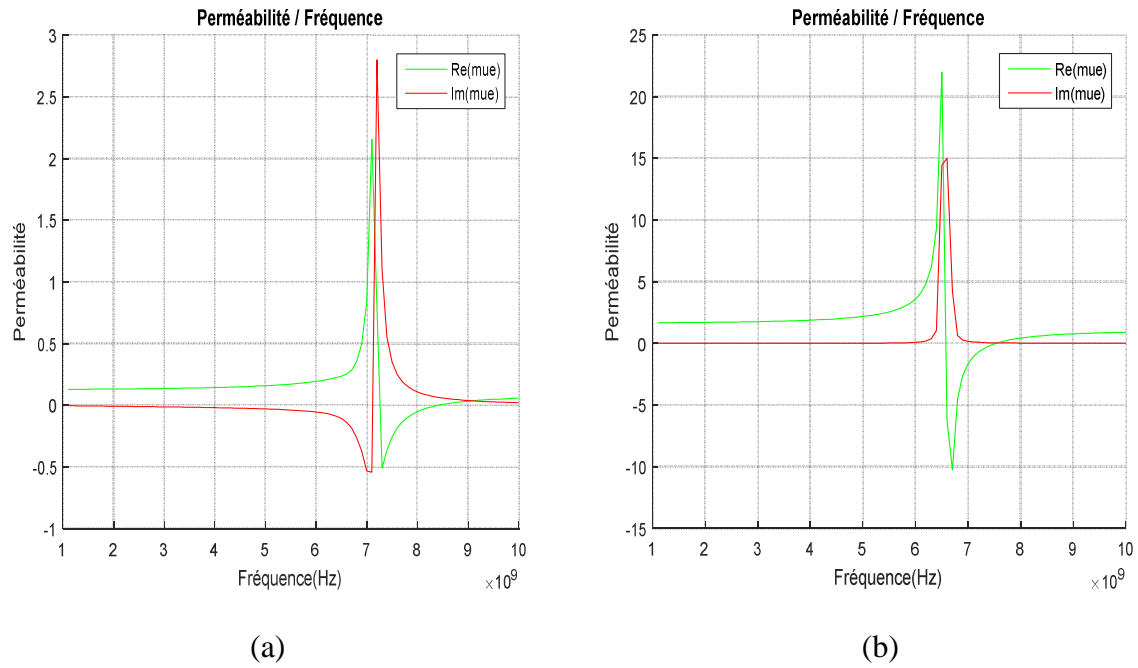 Perméabilité / Fréquence
3
2.5
2
1.5
1
0.5
0
-0.5
-1
Perméabilité
Re(mue)
Im(mue)
1 2 3 4 5 6 7 8 9 10
Fréquence(Hz)
×10^9
(a)
Perméabilité / Fréquence
25
20
15
10
5
0
-5
-10
-15
Perméabilité
Re(mue)
Im(mue)
1 2 3 4 5 6 7 8 9 10
Fréquence(Hz)
×10^9
(b)